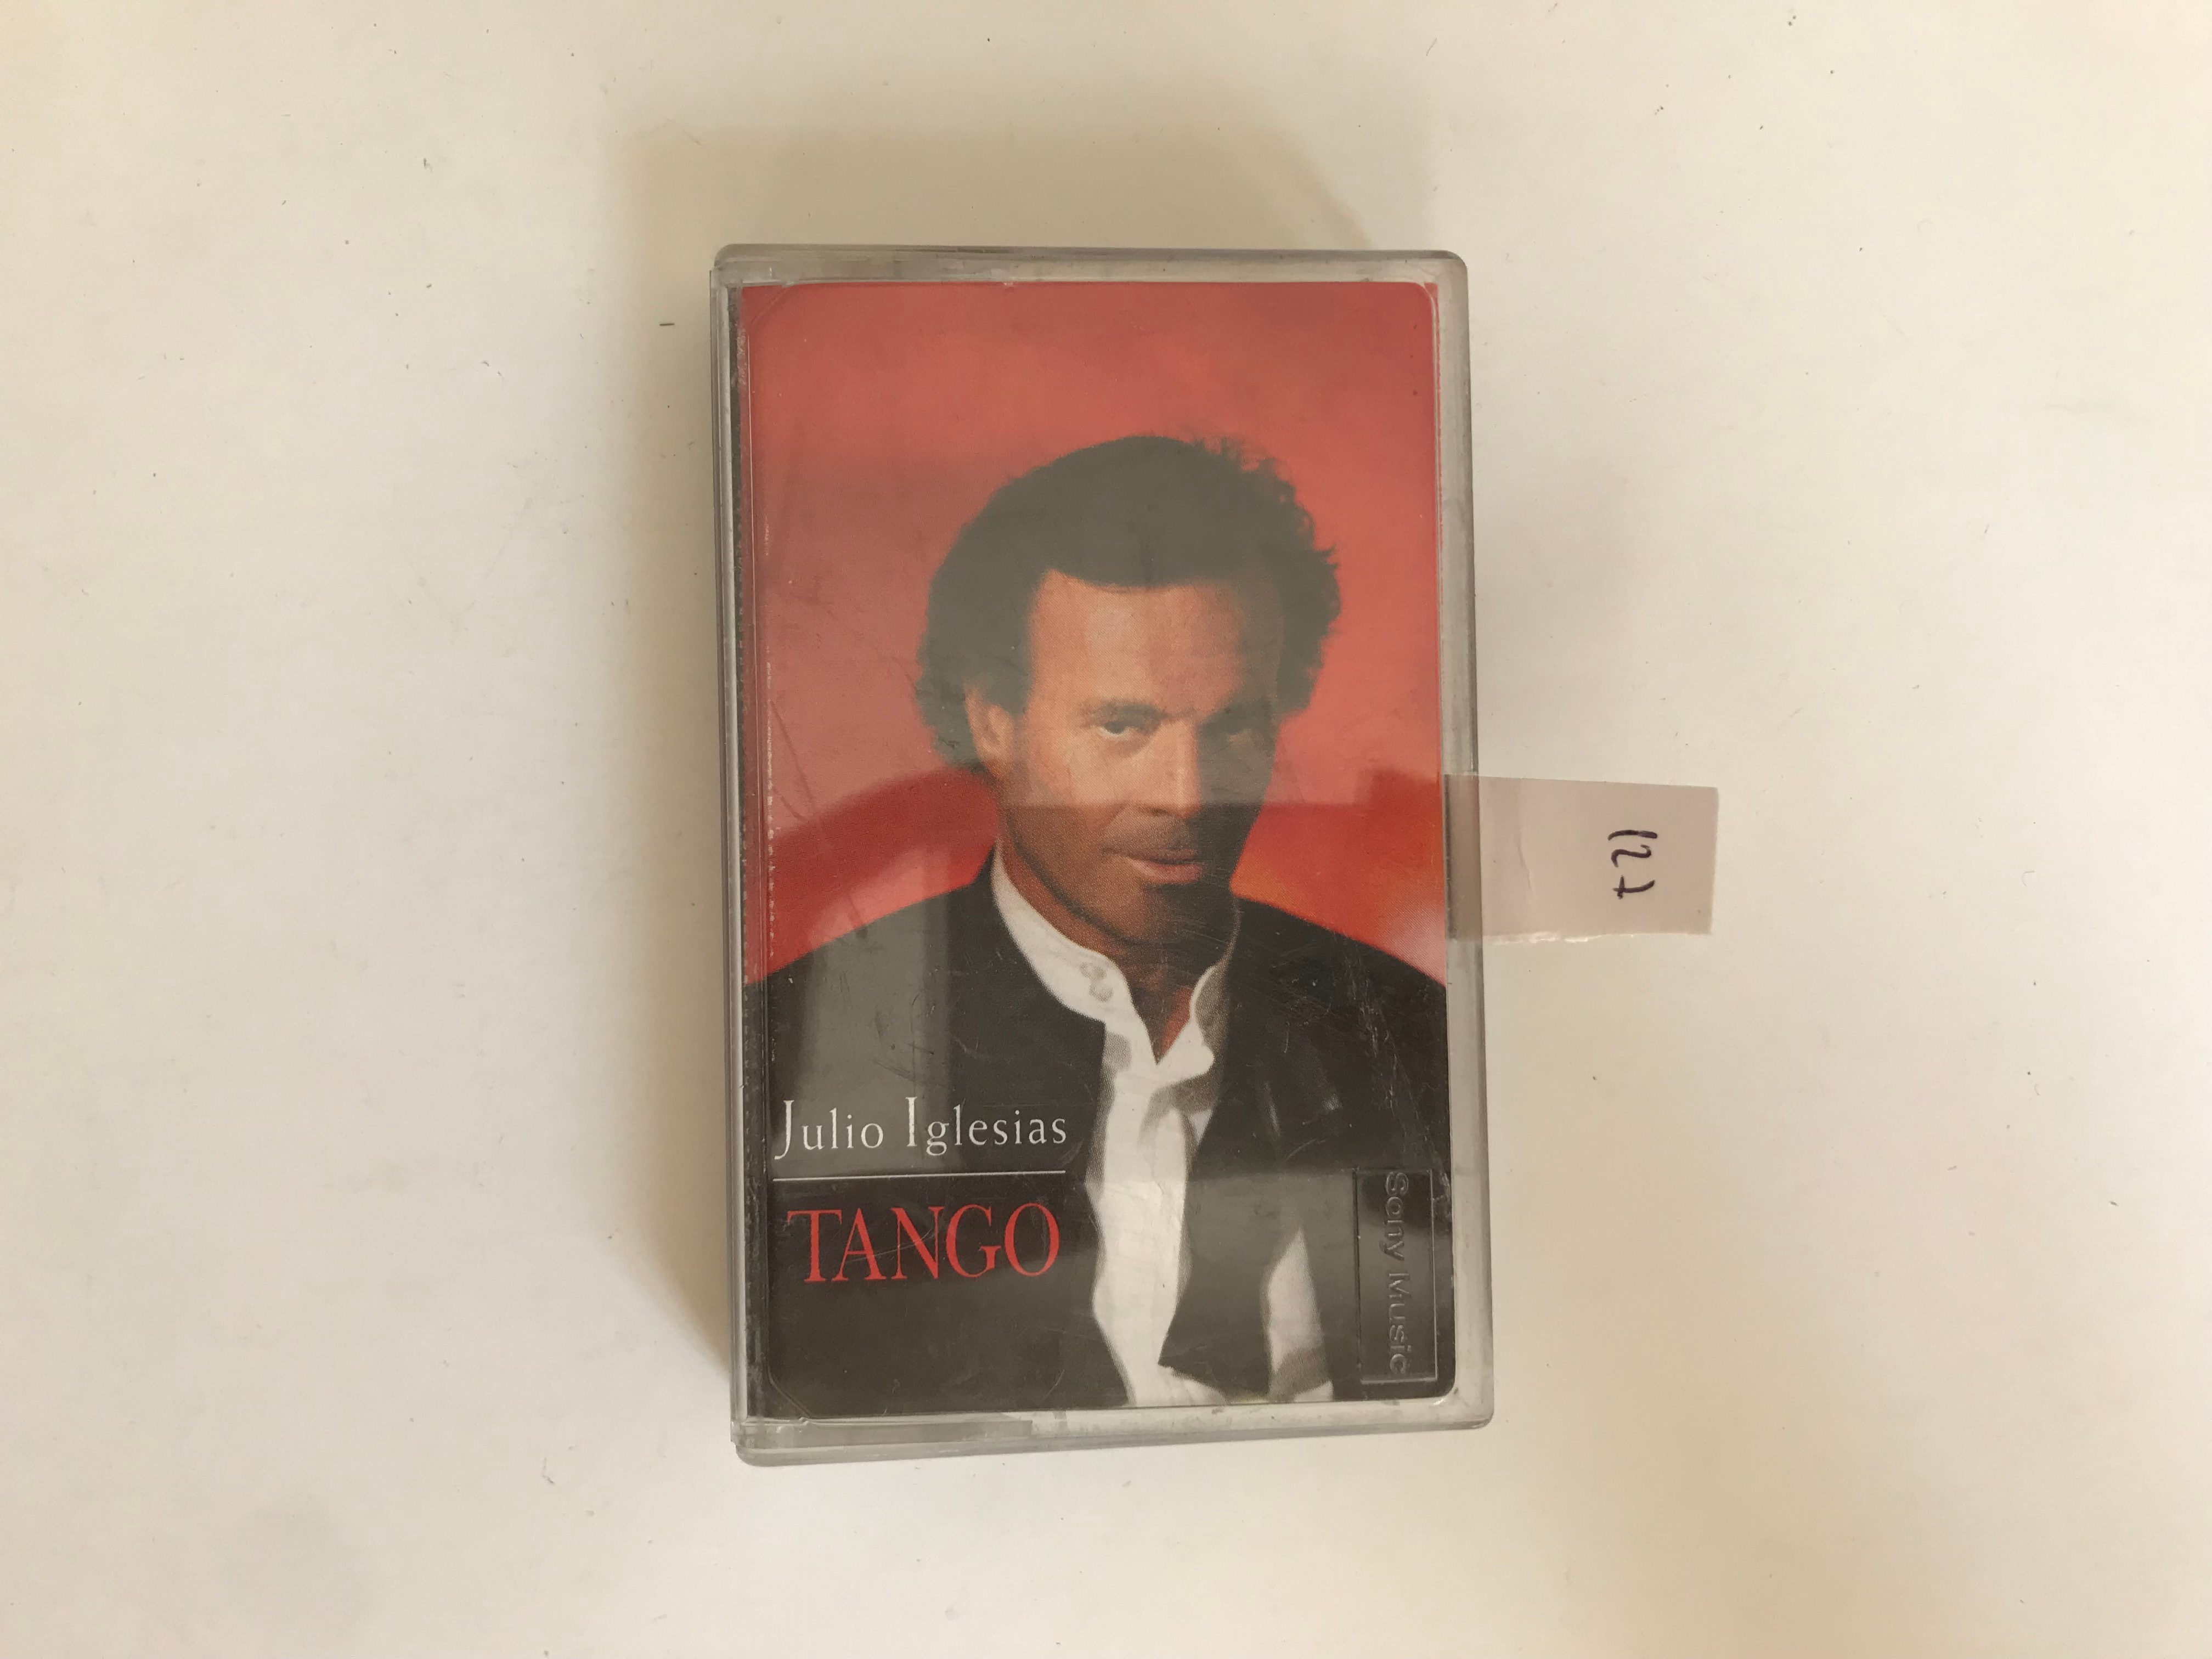 Julio Iglesias
TANGO
Sony Music
127